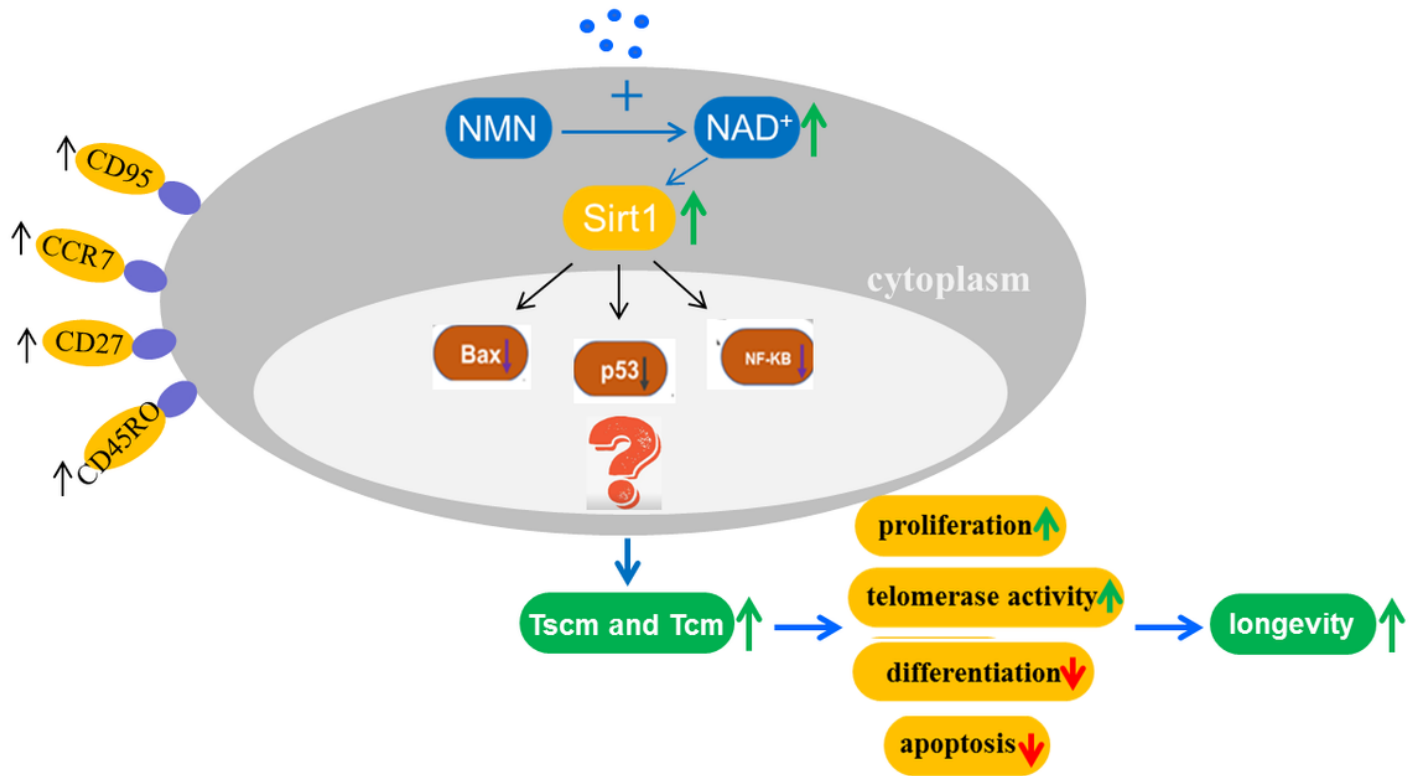 +
NMN
NAD+
Sirt1
cytoplasm
CD95
CCR7
CD27
CD45RO
Bax
p53
NF-KB
?
Tscm and Tcm
proliferation
telomerase activity
differentiation
apoptosis
longevity